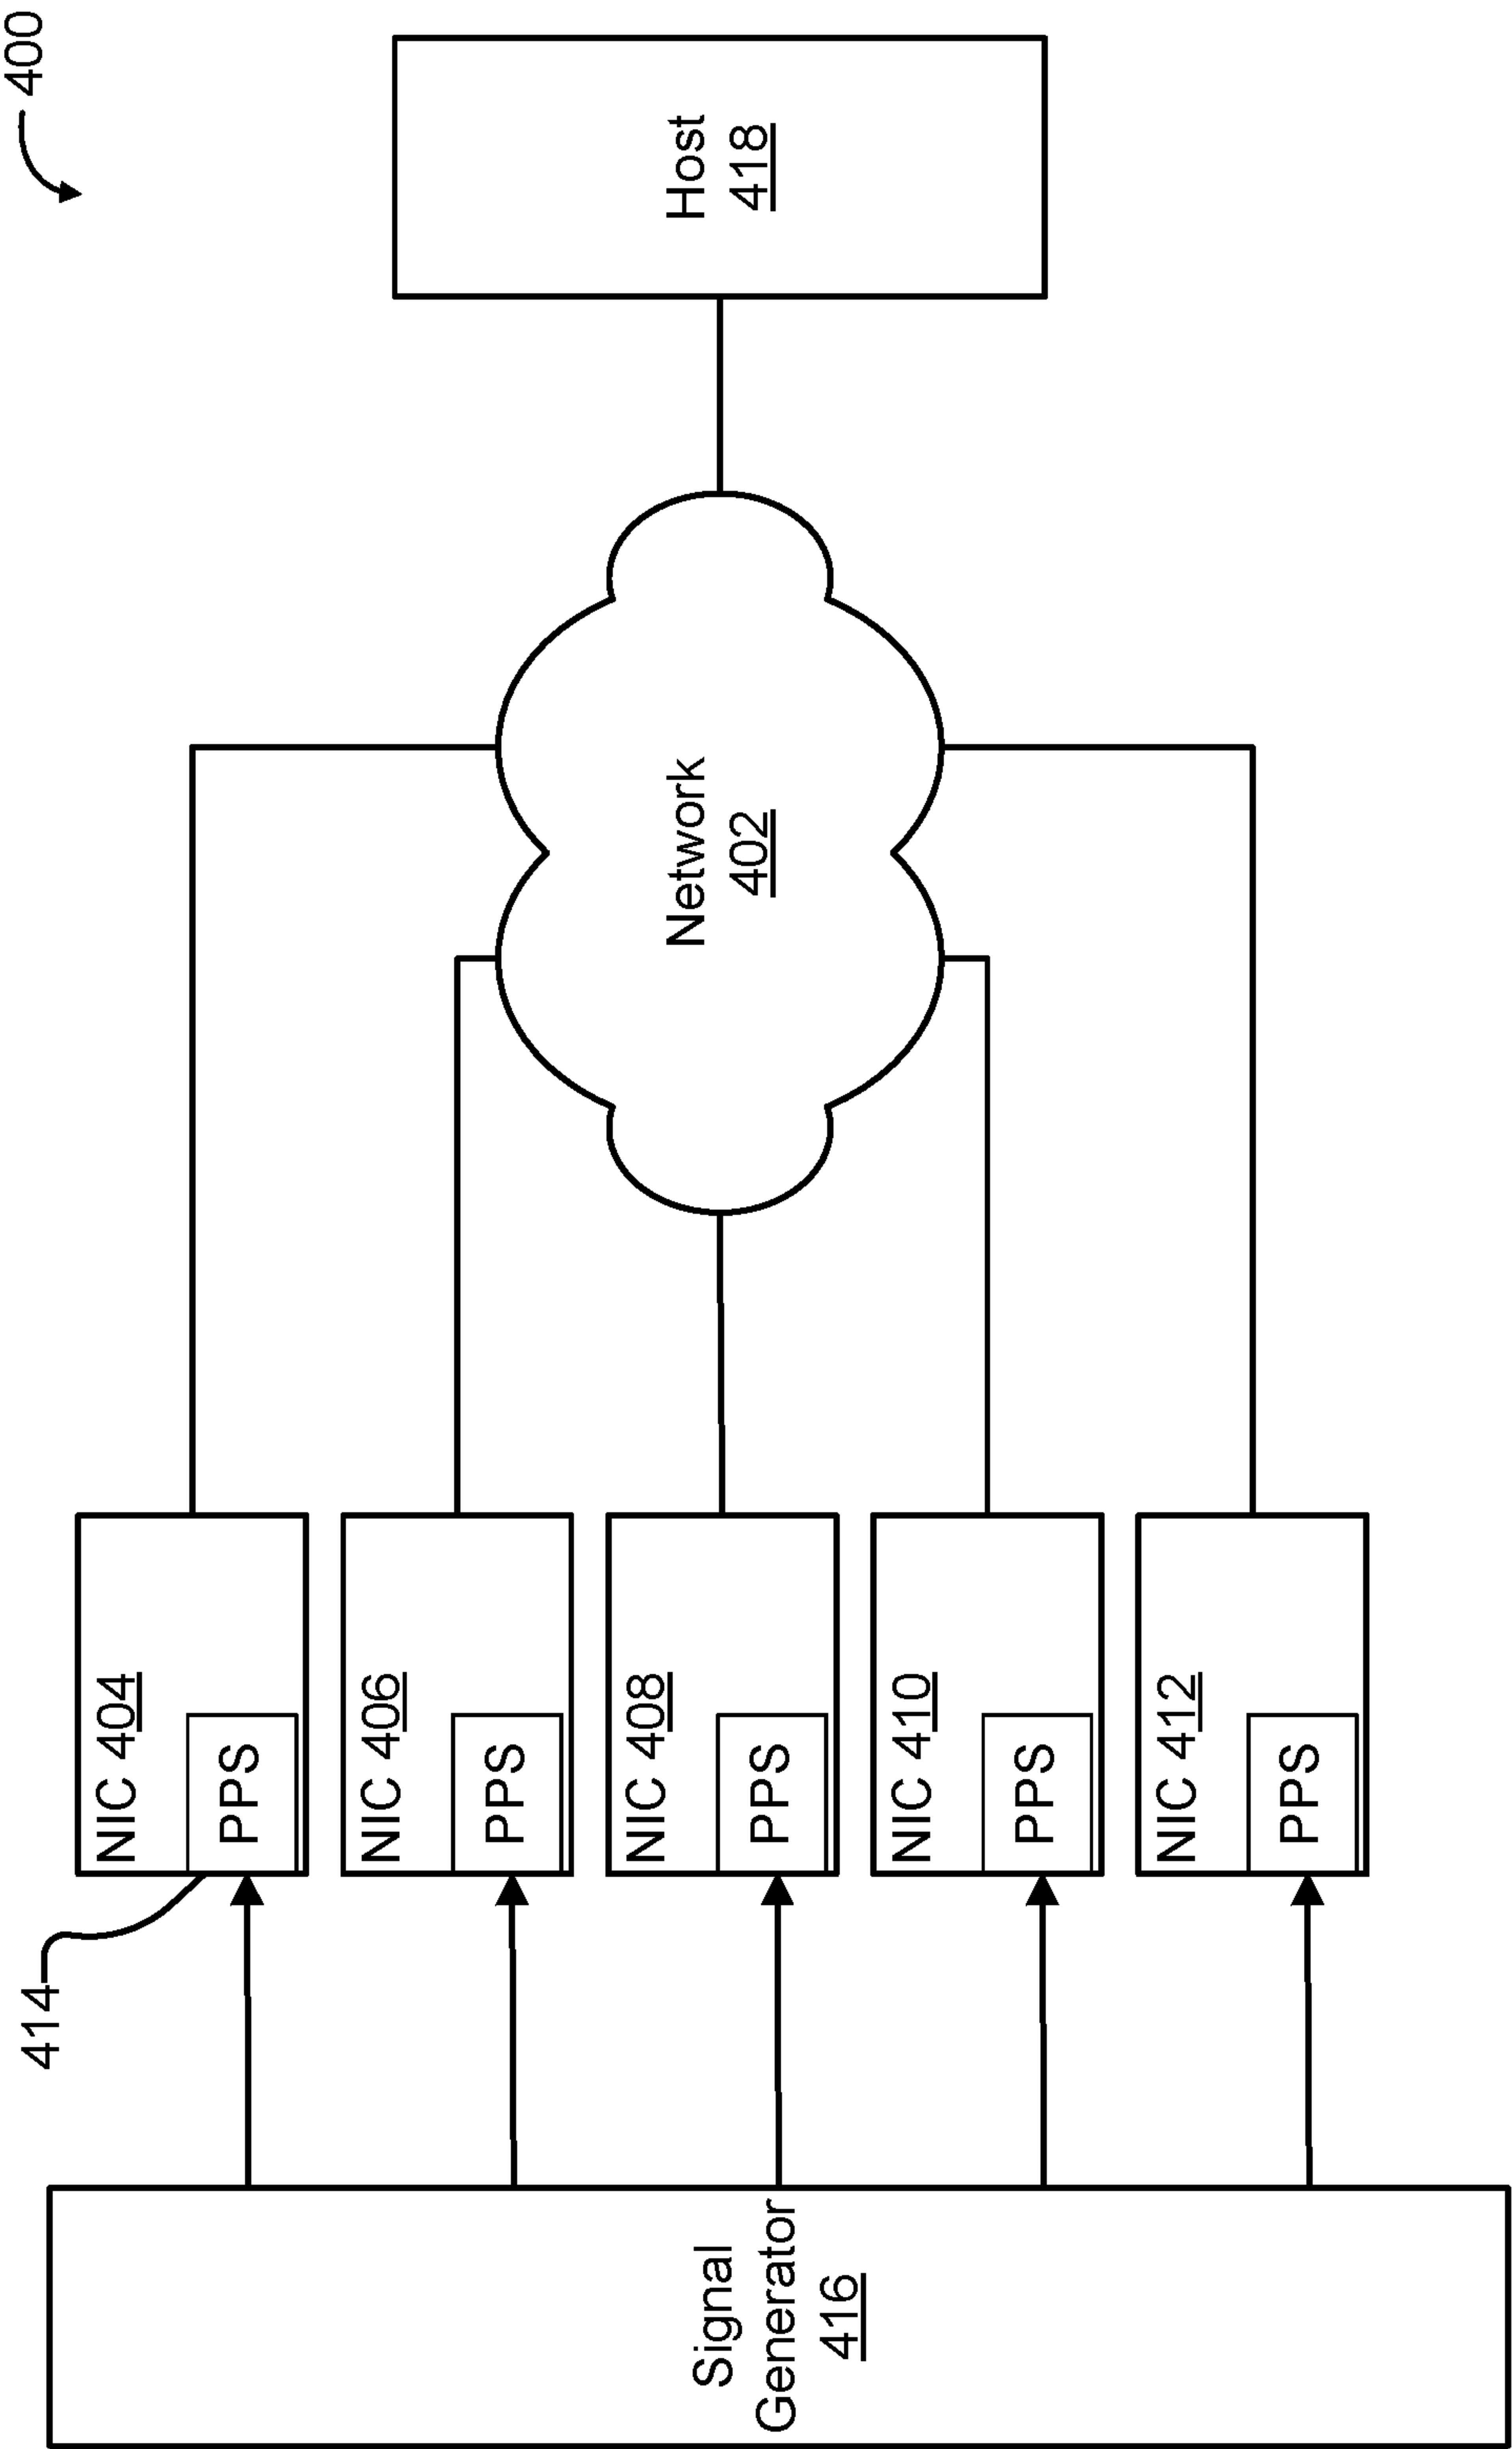 400
414
Signal
Generator
416
NIC 404
PPS
NIC 406
PPS
NIC 408
PPS
NIC 410
PPS
NIC 412
PPS
Network
402
Host
418